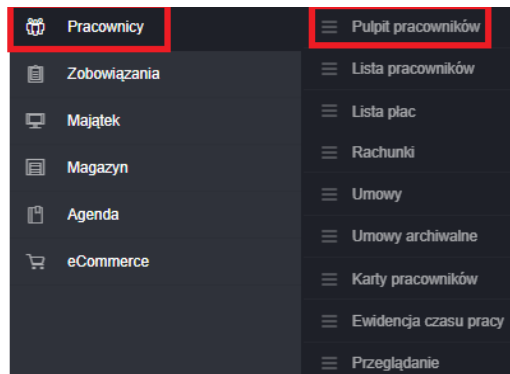 Pracownicy
Zobowiązania
Majątek
Magazyn
Agenda
eCommerce
Pulpit pracowników
Lista pracowników
Lista płac
Rachunki
Umowy
Umowy archiwalne
Karty pracowników
Ewidencja czasu pracy
Przeglądanie